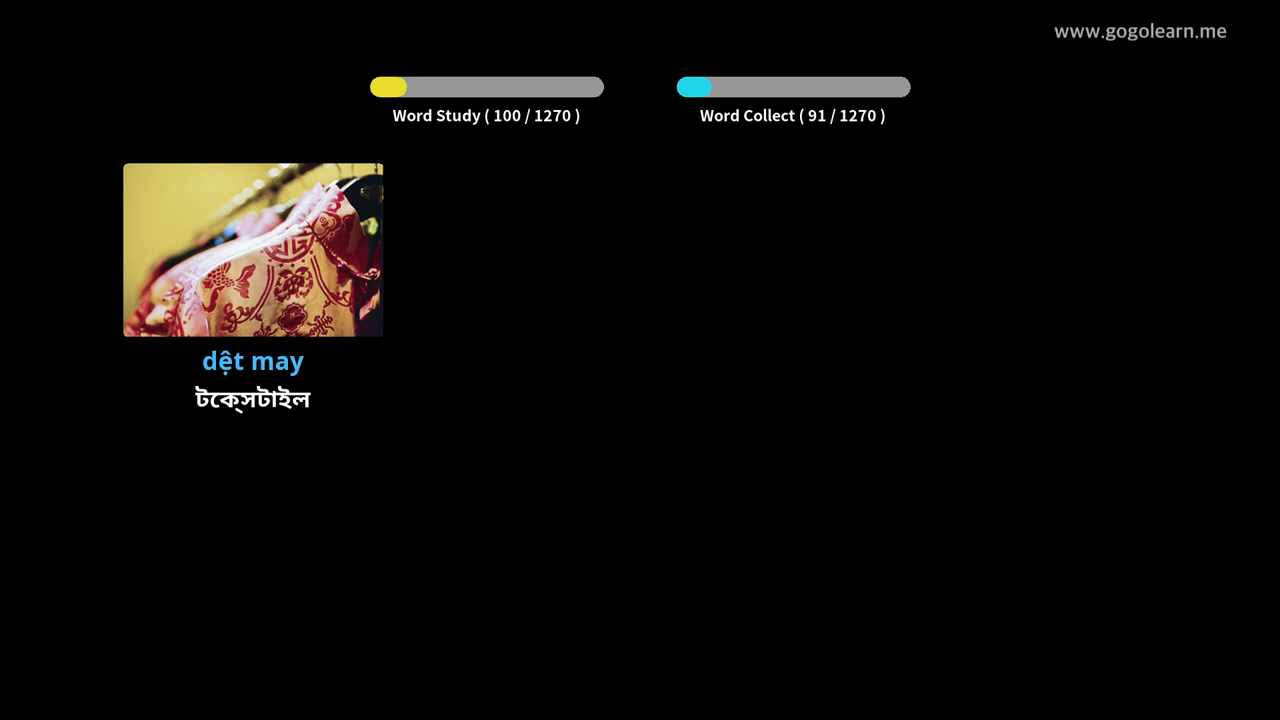 www.gogolearn.me
Word Study ( 100 / 1270 )
Word Collect ( 91 / 1270 )
dệt may
টেক্সটাইল